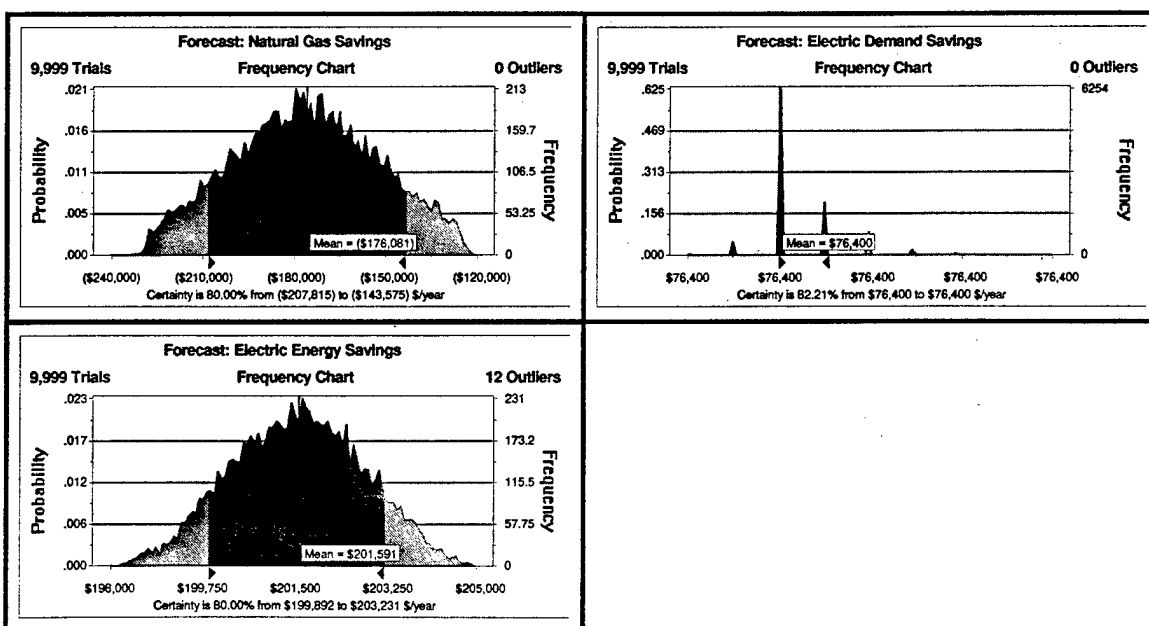 Forecast: Natural Gas Savings
9,999 Trials Frequency Chart 0 Outliers
.021 213
.016 159.7
.011 106.5
.005 53.25
.000 0
Probability
Frequency
Mean = ($176,081)
($240,000) ($210,000) ($180,000) ($150,000) ($120,000)
Certainty is 80.00% from ($207,815) to ($143,575) $/year
Forecast: Electric Demand Savings
9,999 Trials Frequency Chart 0 Outliers
.625 6254
.469
.313
.156
.000 0
Probability
Frequency
Mean = $76,400
$76,400 $76,400 $76,400 $76,400 $76,400
Certainty is 82.21% from $76,400 to $76,400 $/year
Forecast: Electric Energy Savings
9,999 Trials Frequency Chart 12 Outliers
.023 231
.017 173.2
.012 115.5
.006 57.75
.000 0
Probability
Frequency
Mean = $201,591
$196,000 $199,750 $201,500 $203,250 $205,000
Certainty is 80.00% from $199,892 to $203,231 $/year